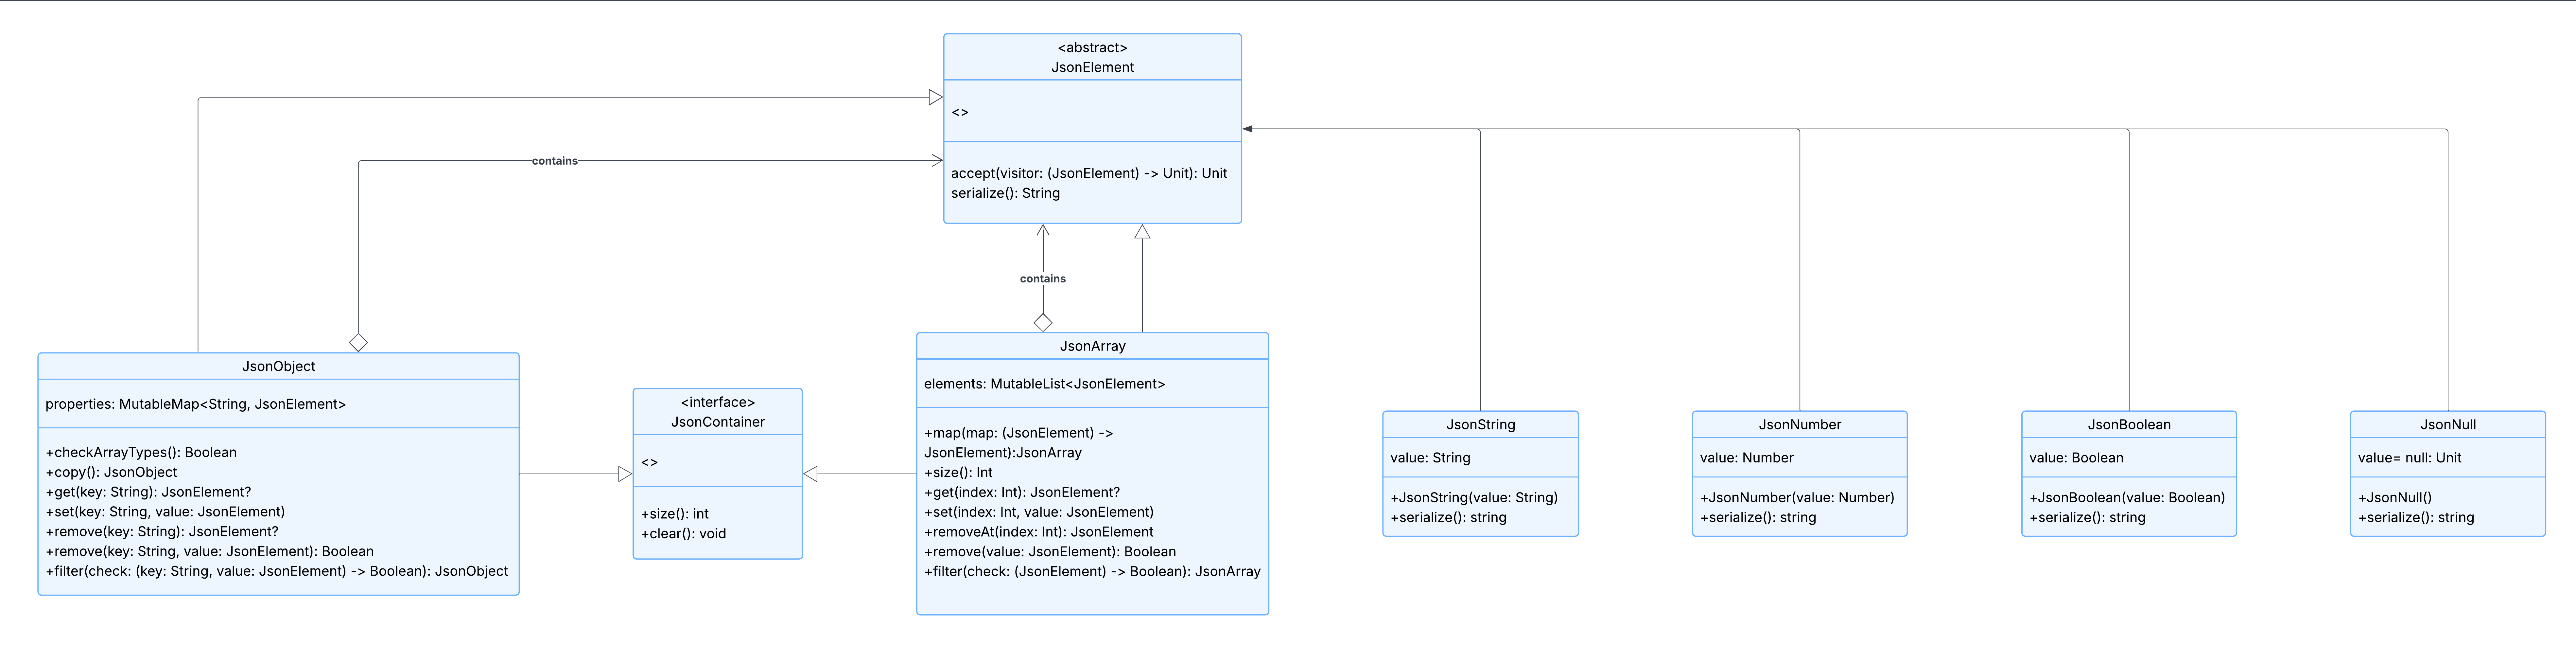 <abstract>
JsonElement
<>
accept(visitor: (JsonElement) -> Unit): Unit
serialize(): String
contains
contains
JsonObject
properties: MutableMap<String, JsonElement>
+checkArrayTypes(): Boolean
+copy(): JsonObject
+get(key: String): JsonElement?
+set(key: String, value: JsonElement)
+remove(key: String): JsonElement?
+remove(key: String, value: JsonElement): Boolean
+filter(check: (key: String, value: JsonElement) -> Boolean): JsonObject
<interface>
JsonContainer
<>
+size(): int
+clear(): void
JsonArray
elements: MutableList<JsonElement>
+map(map: (JsonElement) ->
JsonElement):JsonArray
+size(): Int
+get(index: Int): JsonElement?
+set(index: Int, value: JsonElement)
+removeAt(index: Int): JsonElement
+remove(value: JsonElement): Boolean
+filter(check: (JsonElement) -> Boolean): JsonArray
JsonString
value: String
+JsonString(value: String)
+serialize(): string
JsonNumber
value: Number
+JsonNumber(value: Number)
+serialize(): string
JsonBoolean
value: Boolean
+JsonBoolean(value: Boolean)
+serialize(): string
JsonNull
value= null: Unit
+JsonNull()
+serialize(): string